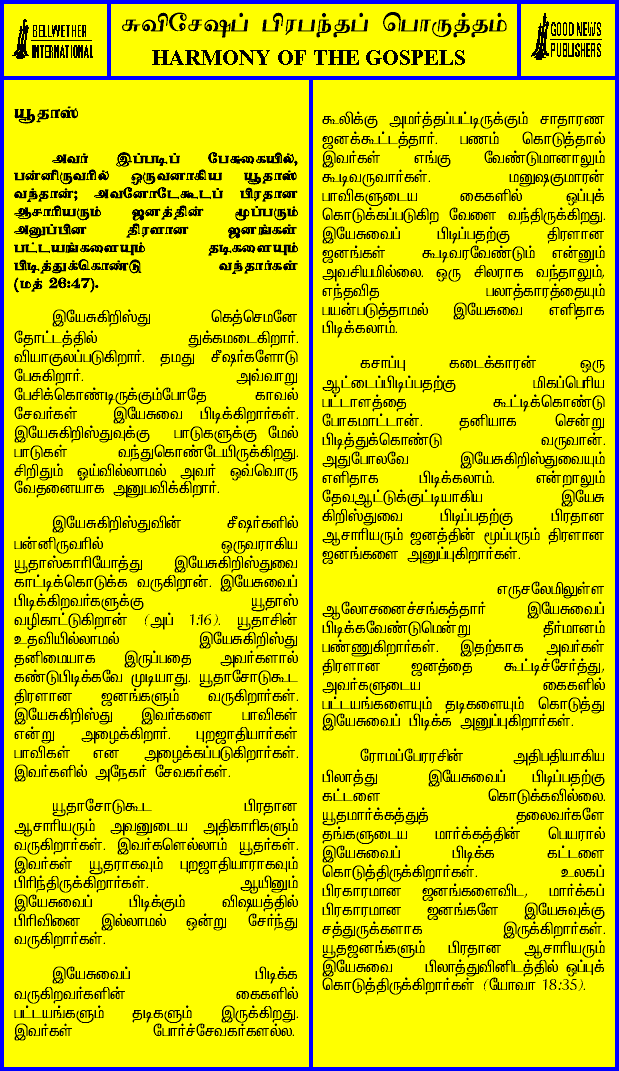 BELLWETHER
INTERNATIONAL
சுவிசேஷப் பிரபந்தப் பொருத்தம்
HARMONY OF THE GOSPELS
GOOD NEWS
PUBLISHERS
யூதாஸ்
அவர் இப்படிப் பேசுகையில்,
பன்னிருவரில் ஒருவனாகிய யூதாஸ்
வந்தான்; அவனோடேகூடப் பிரதான
ஆசாரியரும் ஜனத்தின் மூப்பரும்
அனுப்பின திரளான ஜனங்கள்
பட்டயங்களையும் தடிகளையும்
பிடித்துக்கொண்டு வந்தார்கள்
(மத் 26:47).
இயேசுகிறிஸ்து கெத்செமனே
தோட்டத்தில் துக்கமடைகிறார்.
வியாகுலப்படுகிறார். தமது சீஷர்களோடு
பேசுகிறார். அவ்வாறு
பேசிக்கொண்டிருக்கும்போதே காவல்
சேவர்கள் இயேசுவை பிடிக்கிறார்கள்.
இயேசுகிறிஸ்துவுக்கு பாடுகளுக்கு மேல்
பாடுகள் வந்துகொண்டேயிருக்கிறது.
சிறிதும் ஓய்வில்லாமல் அவர் ஒவ்வொரு
வேதனையாக அனுபவிக்கிறார்.
இயேசுகிறிஸ்துவின் சீஷர்களில்
பன்னிருவரில் ஒருவராகிய
யூதாஸ்காரியோத்து இயேசுகிறிஸ்துவை
காட்டிக்கொடுக்க வருகிறான். இயேசுவைப்
பிடிக்கிறவர்களுக்கு யூதாஸ்
வழிகாட்டுகிறான் (அப் 1:16). யூதாசின்
உதவியில்லாமல் இயேசுகிறிஸ்து
தனிமையாக இருப்பதை அவர்களால்
கண்டுபிடிக்கவே முடியாது. யூதாசோடுகூட
திரளான ஜனங்களும் வருகிறார்கள்.
இயேசுகிறிஸ்து இவர்களை பாவிகள்
என்று அழைக்கிறார். புறஜாதியார்கள்
பாவிகள் என அழைக்கப்படுகிறார்கள்.
இவர்களில் அநேகர் சேவகர்கள்.
யூதாசோடுகூட பிரதான
ஆசாரியரும் அவனுடைய அதிகாரிகளும்
வருகிறார்கள். இவர்களெல்லாம் யூதர்கள்.
இவர்கள் யூதராகவும் புறஜாதியாராகவும்
பிரிந்திருக்கிறார்கள். ஆயினும்
இயேசுவைப் பிடிக்கும் விஷயத்தில்
பிரிவினை இல்லாமல் ஒன்று சேர்ந்து
வருகிறார்கள்.
இயேசுவைப் பிடிக்க
வருகிறவர்களின் கைகளில்
பட்டயங்களும் தடிகளும் இருக்கிறது.
இவர்கள் போர்ச்சேவகர்களல்ல.
கூலிக்கு அமர்த்தப்பட்டிருக்கும் சாதாரண
ஜனக்கூட்டத்தார். பணம் கொடுத்தால்
இவர்கள் எங்கு வேண்டுமானாலும்
கூடிவருவார்கள். மனுஷகுமாரன்
பாவிகளுடைய கைகளில் ஒப்புக்
கொடுக்கப்படுகிற வேளை வந்திருக்கிறது.
இயேசுவைப் பிடிப்பதற்கு திரளான
ஜனங்கள் கூடிவரவேண்டும் என்னும்
அவசியமில்லை. ஒரு சிலராக வந்தாலும்,
எந்தவித பலாத்காரத்தையும்
பயன்படுத்தாமல் இயேசுவை எளிதாக
பிடிக்கலாம்.
கசாப்பு கடைக்காரன் ஒரு
ஆட்டைப்பிடிப்பதற்கு மிகப்பெரிய
பட்டாளத்தை கூட்டிக்கொண்டு
போகமாட்டான். தனியாக சென்று
பிடித்துக்கொண்டு வருவான்.
அதுபோலவே இயேசுகிறிஸ்துவையும்
எளிதாக பிடிக்கலாம். என்றாலும்
தேவஆட்டுக்குட்டியாகிய இயேசு
கிறிஸ்துவை பிடிப்பதற்கு பிரதான
ஆசாரியரும் ஜனத்தின் மூப்பரும் திரளான
ஜனங்களை அனுப்புகிறார்கள்.
எருசலேமிலுள்ள
ஆலோசனைச்சங்கத்தார் இயேசுவைப்
பிடிக்கவேண்டுமென்று தீர்மானம்
பண்ணுகிறார்கள். இதற்காக அவர்கள்
திரளான ஜனத்தை கூட்டிச்சேர்த்து,
அவர்களுடைய கைகளில்
பட்டயங்களையும் தடிகளையும் கொடுத்து
இயேசுவைப் பிடிக்க அனுப்புகிறார்கள்.
ரோமப்பேரரசின் அதிபதியாகிய
பிலாத்து இயேசுவைப் பிடிப்பதற்கு
கட்டளை கொடுக்கவில்லை.
யூதமார்க்கத்துத் தலைவர்களே
தங்களுடைய மார்க்கத்தின் பெயரால்
இயேசுவைப் பிடிக்க கட்டளை
கொடுத்திருக்கிறார்கள். உலகப்
பிரகாரமான ஜனங்களைவிட, மார்க்கப்
பிரகாரமான ஜனங்களே இயேசுவுக்கு
சத்துருக்களாக இருக்கிறார்கள்.
யூதஜனங்களும் பிரதான ஆசாரியரும்
இயேசுவை பிலாத்துவினிடத்தில் ஒப்புக்
கொடுத்திருக்கிறார்கள் (யோவா 18:35).